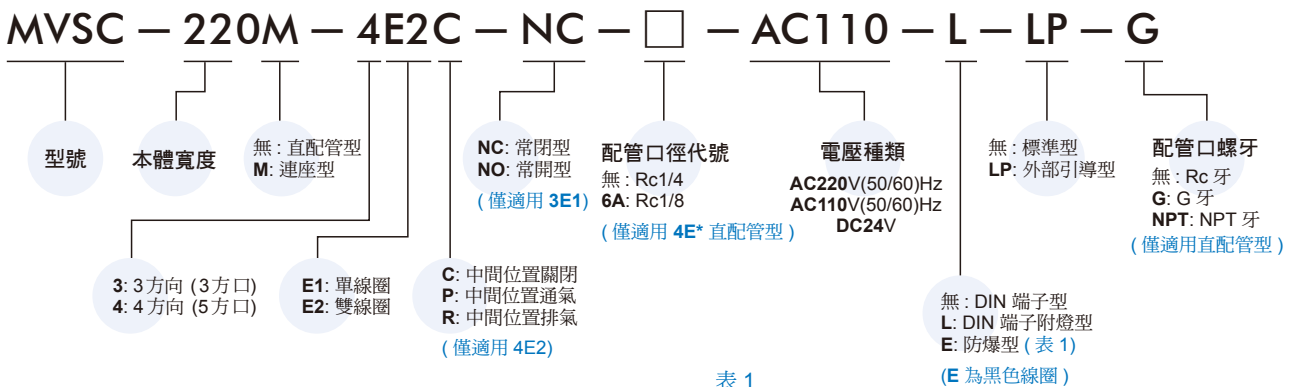 MVSC — 220M — 4E2C — NC — □ — AC110 — L — LP — G
型號
本體寬度
無 : 直配管型
M: 連座型
NC: 常閉型
NO: 常開型
( 僅適用 3E1)
配管口徑代號
無 : Rc1/4
6A: Rc1/8
( 僅適用 4E* 直配管型 )
電壓種類
AC220V(50/60)Hz
AC110V(50/60)Hz
DC24V
無 : 標準型
LP: 外部引導型
配管口螺牙
無 : Rc 牙
G: G 牙
NPT: NPT 牙
( 僅適用直配管型 )
3: 3方向 (3方口)
4: 4方向 (5方口)
E1: 單線圈
E2: 雙線圈
C: 中間位置關閉
P: 中間位置通氣
R: 中間位置排氣
( 僅適用 4E2)
無 : DIN 端子型
L: DIN 端子附燈型
E: 防爆型 ( 表 1)
(E 為黑色線圈 )
表 1